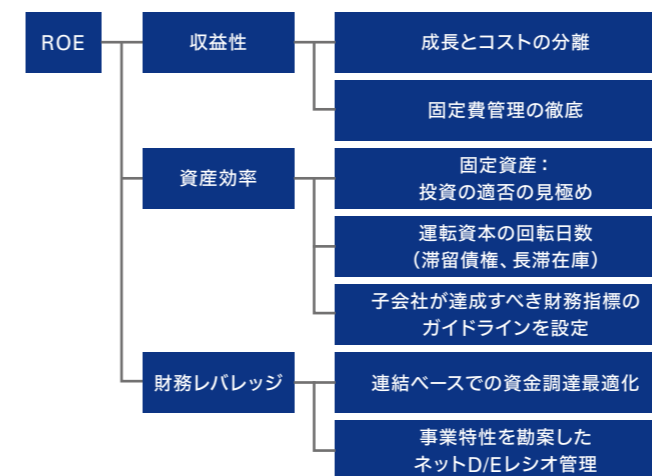 ROE
収益性
成長とコストの分離
固定費管理の徹底
資産効率
固定資産：
投資の適否の見極め
運転資本の回転日数
（滞留債権、長滞在庫）
子会社が達成すべき財務指標の
ガイドラインを設定
財務レバレッジ
連結ベースでの資金調達最適化
事業特性を勘案した
ネットD/Eレシオ管理